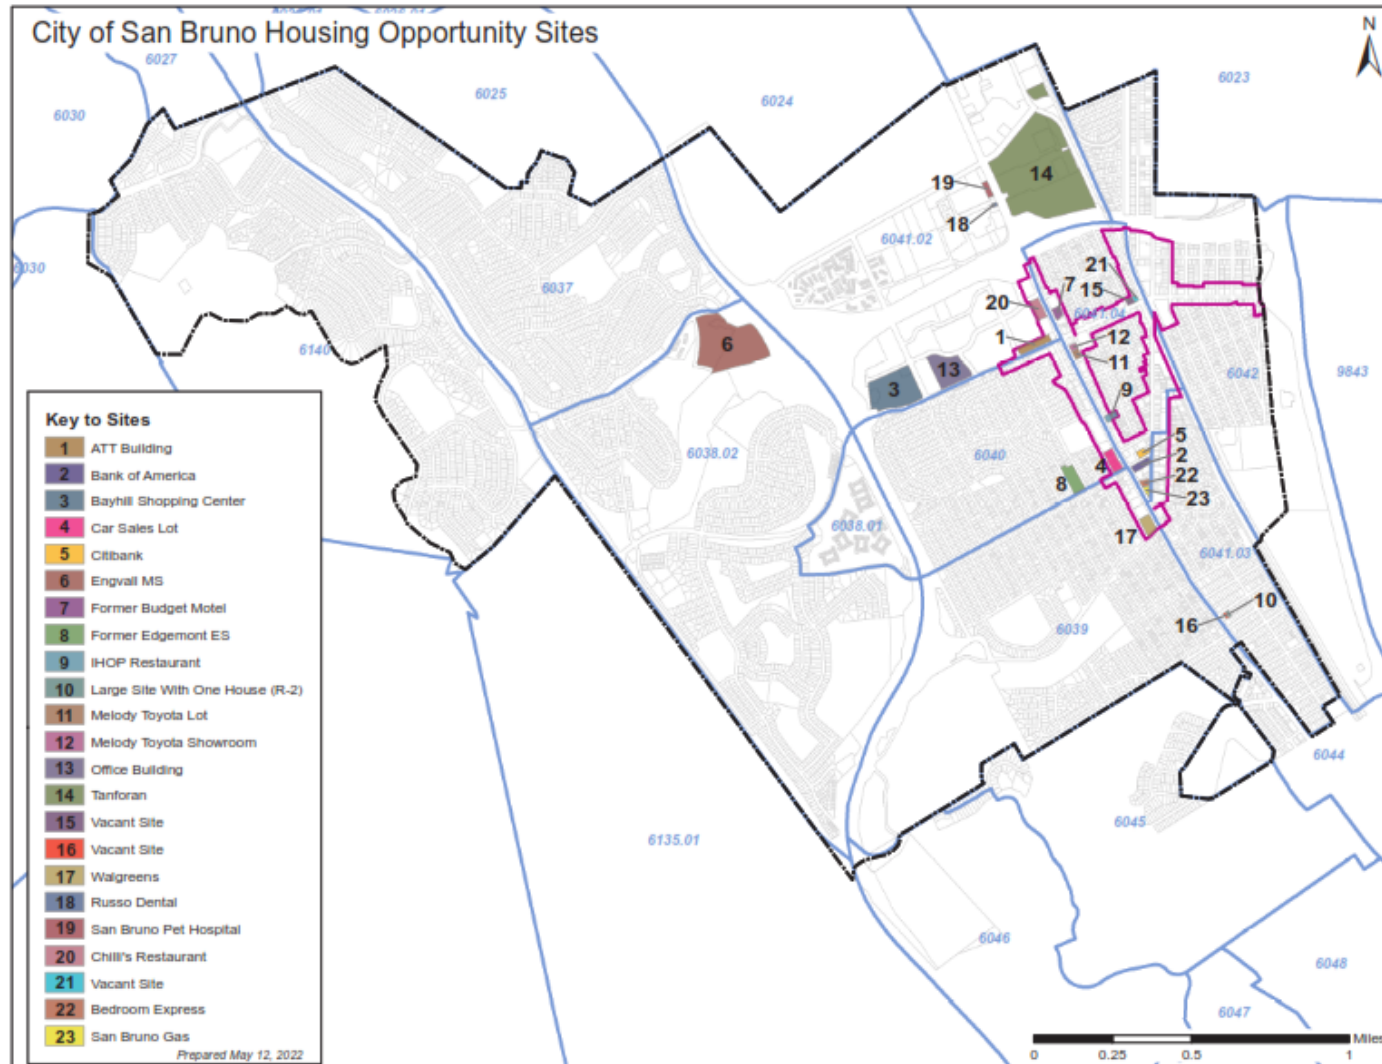 City of San Bruno Housing Opportunity Sites
N
6027
6030
6025
6024
6023
6030
6037
6140
6041.02
6041.04
6042
9843
6038.02
6040
6038.01
6041.03
6039
6044
6045
6135.01
6046
6048
6047
19
18
14
21
15
7
20
1
12
11
13
3
6
9
5
2
4
22
8
23
17
10
16
Key to Sites
1 ATT Building
2 Bank of America
3 Bayhill Shopping Center
4 Car Sales Lot
5 Citibank
6 Engvall MS
7 Former Budget Motel
8 Former Edgemont ES
9 IHOP Restaurant
10 Large Site With One House (R-2)
11 Melody Toyota Lot
12 Melody Toyota Showroom
13 Office Building
14 Tanforan
15 Vacant Site
16 Vacant Site
17 Walgreens
18 Russo Dental
19 San Bruno Pet Hospital
20 Chilli's Restaurant
21 Vacant Site
22 Bedroom Express
23 San Bruno Gas
Prepared May 12, 2022
Miles
0 0.25 0.5 1